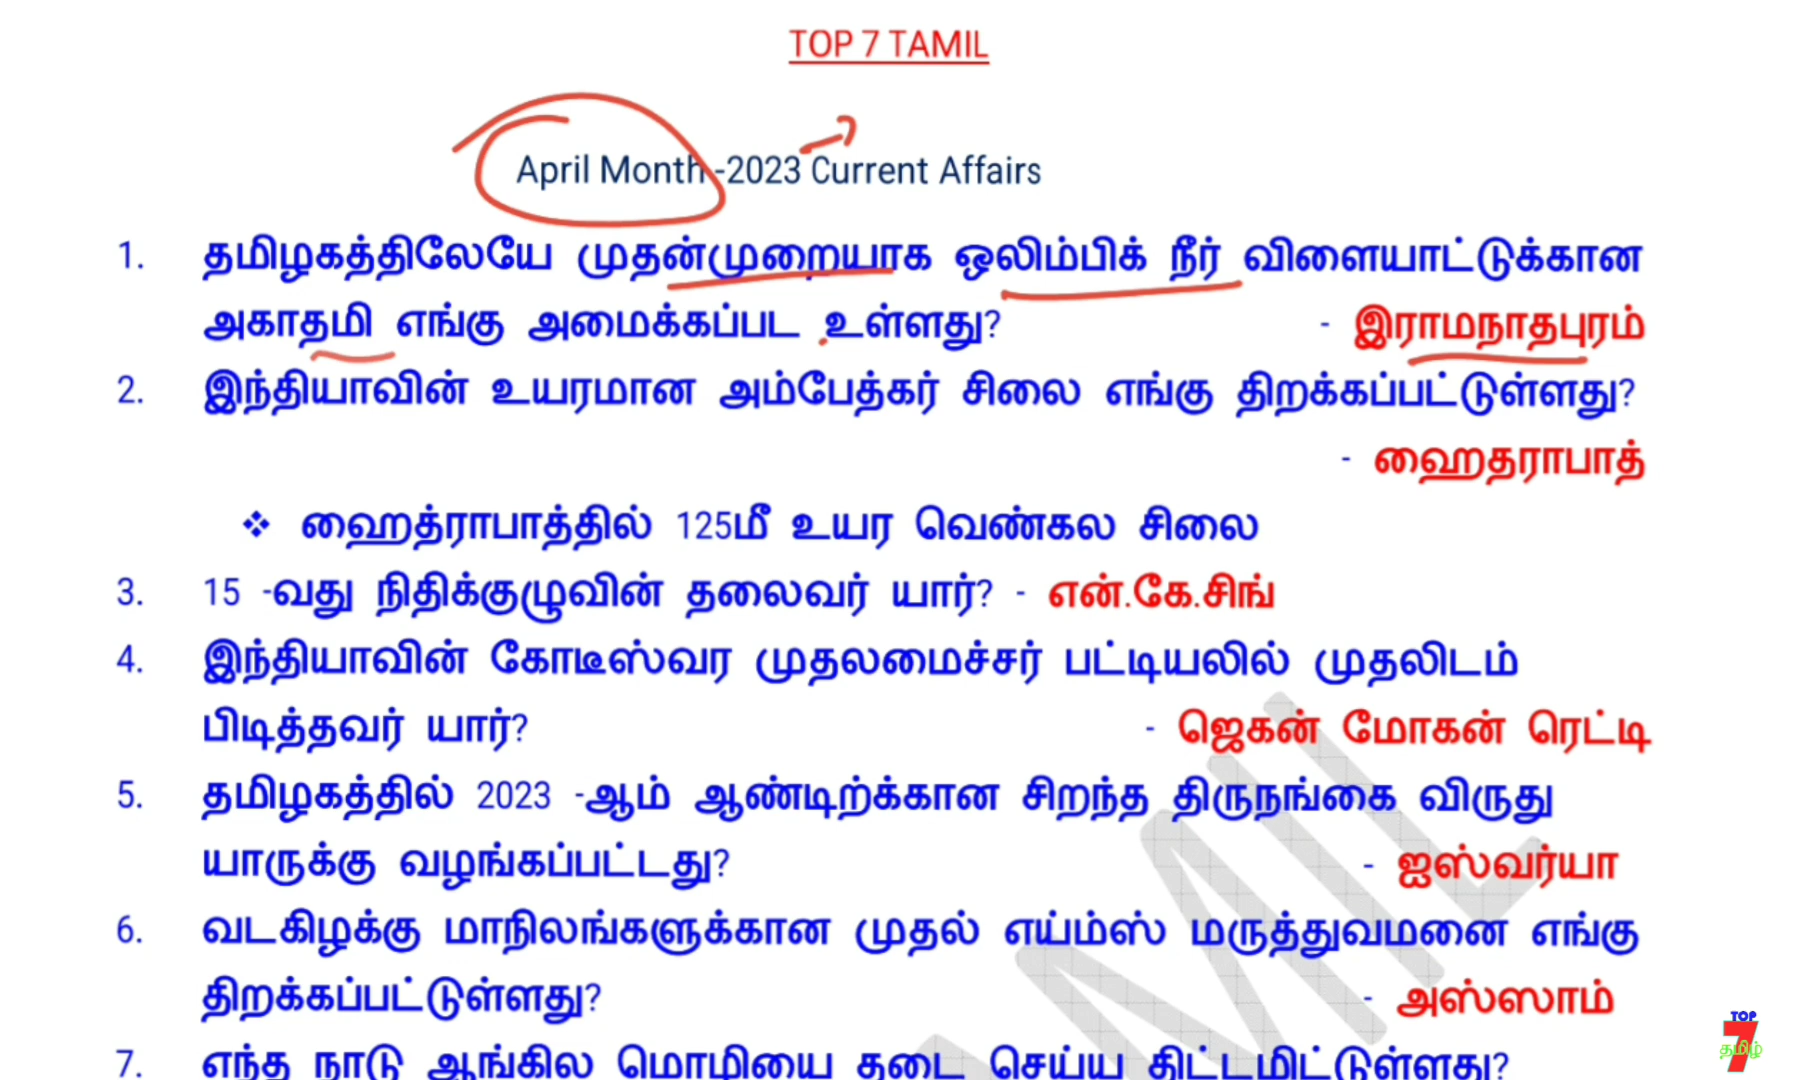 TOP 7 TAMIL
April Month -2023 Current Affairs
1. தமிழகத்திலேயே முதன்முறையாக ஒலிம்பிக் நீர் விளையாட்டுக்கான
அகாதமி எங்கு அமைக்கப்பட உள்ளது? - இராமநாதபுரம்
2. இந்தியாவின் உயரமான அம்பேத்கர் சிலை எங்கு திறக்கப்பட்டுள்ளது?
- ஹைதராபாத்
❖ ஹைத்ராபாத்தில் 125மீ உயர வெண்கல சிலை
3. 15 -வது நிதிக்குழுவின் தலைவர் யார்? - என்.கே.சிங்
4. இந்தியாவின் கோடீஸ்வர முதலமைச்சர் பட்டியலில் முதலிடம்
பிடித்தவர் யார்? - ஜெகன் மோகன் ரெட்டி
5. தமிழகத்தில் 2023 -ஆம் ஆண்டிற்க்கான சிறந்த திருநங்கை விருது
யாருக்கு வழங்கப்பட்டது? - ஐஸ்வர்யா
6. வடகிழக்கு மாநிலங்களுக்கான முதல் எய்ம்ஸ் மருத்துவமனை எங்கு
திறக்கப்பட்டுள்ளது? - அஸ்ஸாம்
7. எந்த நாடு ஆங்கில மொழியை தடை செய்ய திட்டமிட்டுள்ளது?
TOP
7
தமிழ்